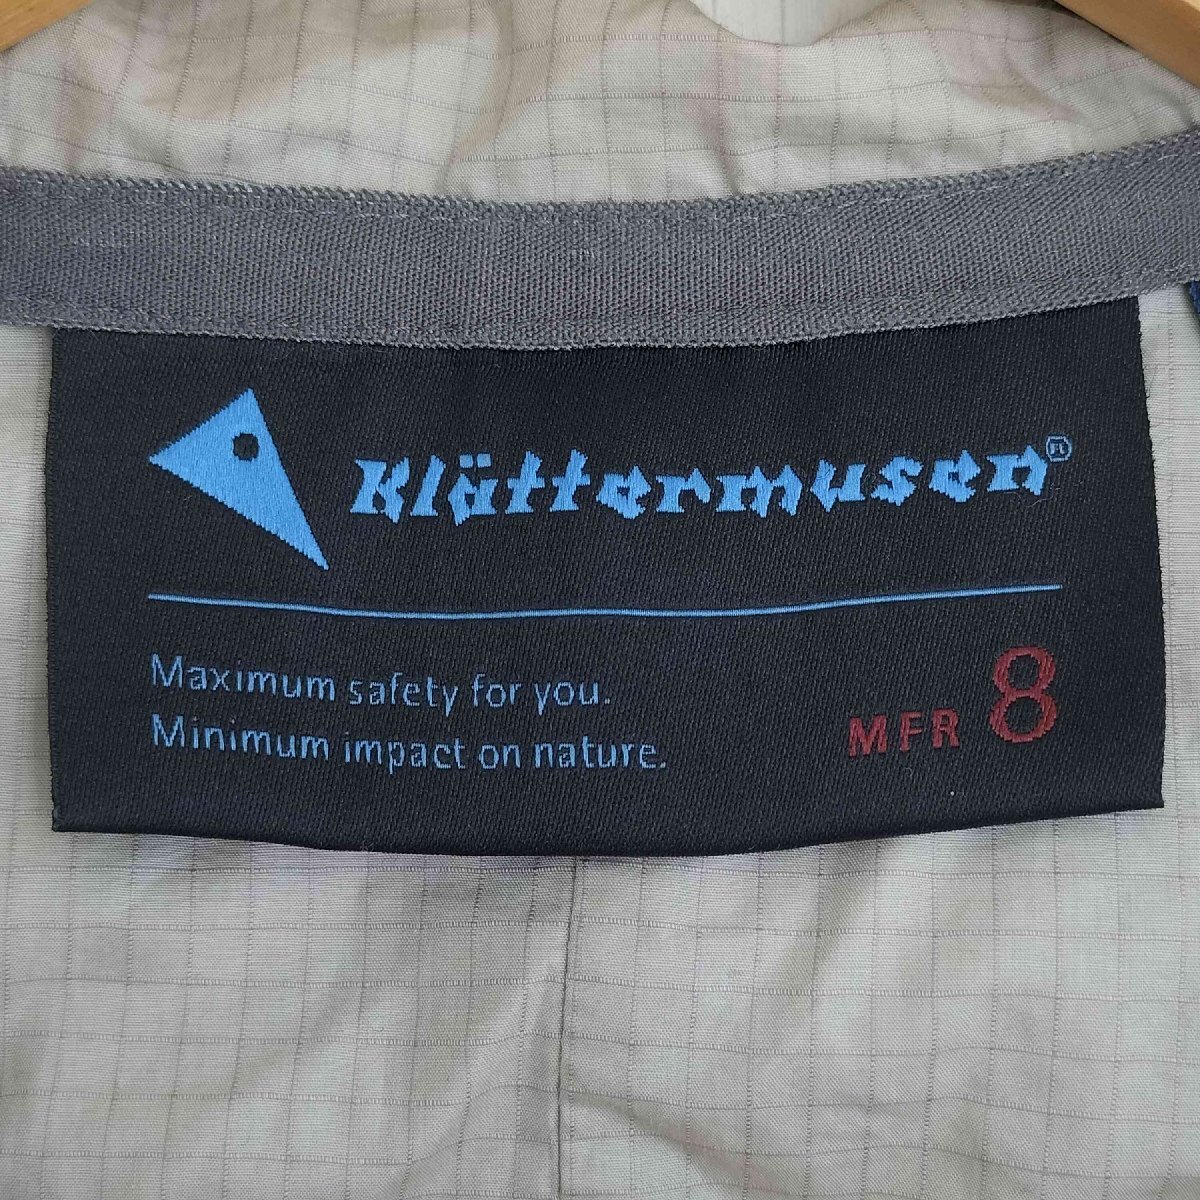 Klättermusen®
Maximum safety for you.
Minimum impact on nature.
MFR 8